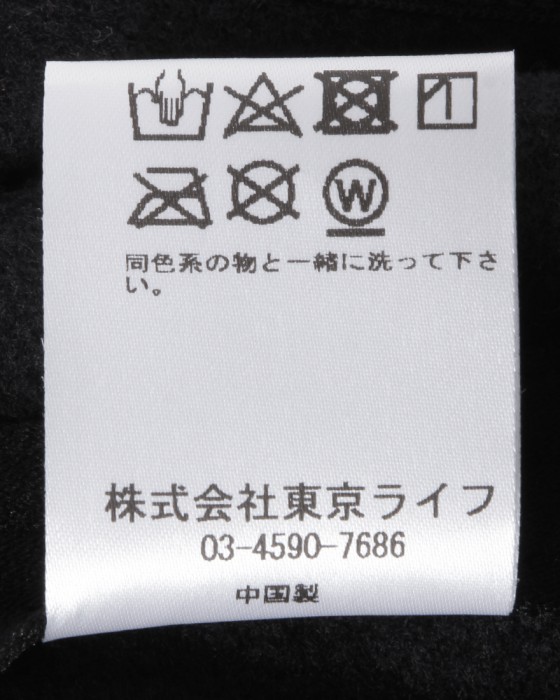 W
同色系の物と一緒に洗って下さ
い。
株式会社東京ライフ
03-4590-7686
中国製